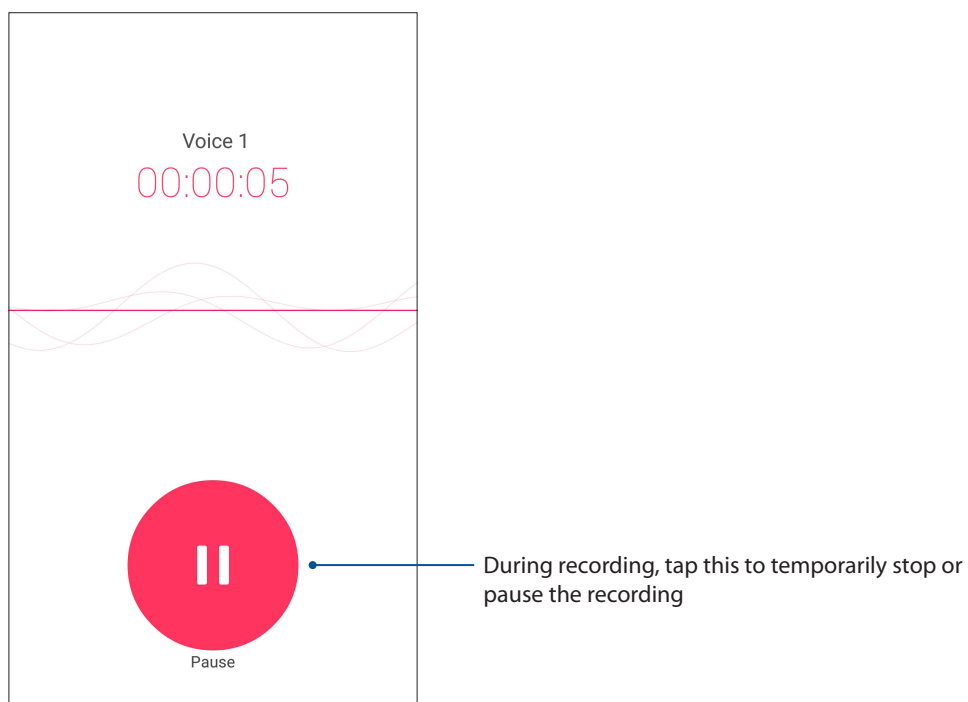 Voice 1
00:00:05
During recording, tap this to temporarily stop or
pause the recording
Pause